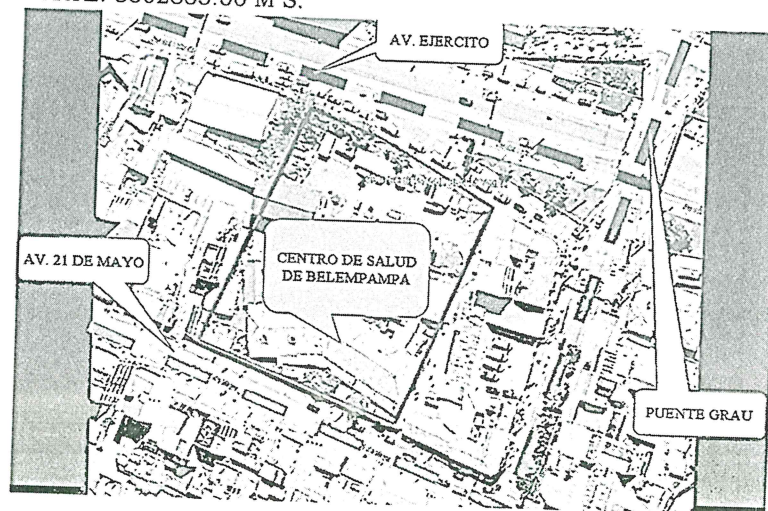 AV. EJERCITO
AV. 21 DE MAYO
CENTRO DE SALUD
DE BELEMPAMPA
PUENTE GRAU